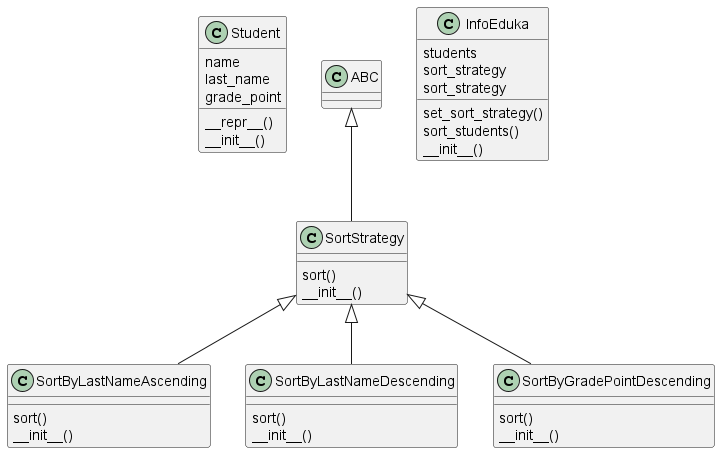 C Student
name
last_name
grade_point
__repr__()
__init__()
C ABC
C InfoEduka
students
sort_strategy
sort_strategy
set_sort_strategy()
sort_students()
__init__()
C SortStrategy
sort()
__init__()
C SortByLastNameAscending
sort()
__init__()
C SortByLastNameDescending
sort()
__init__()
C SortByGradePointDescending
sort()
__init__()